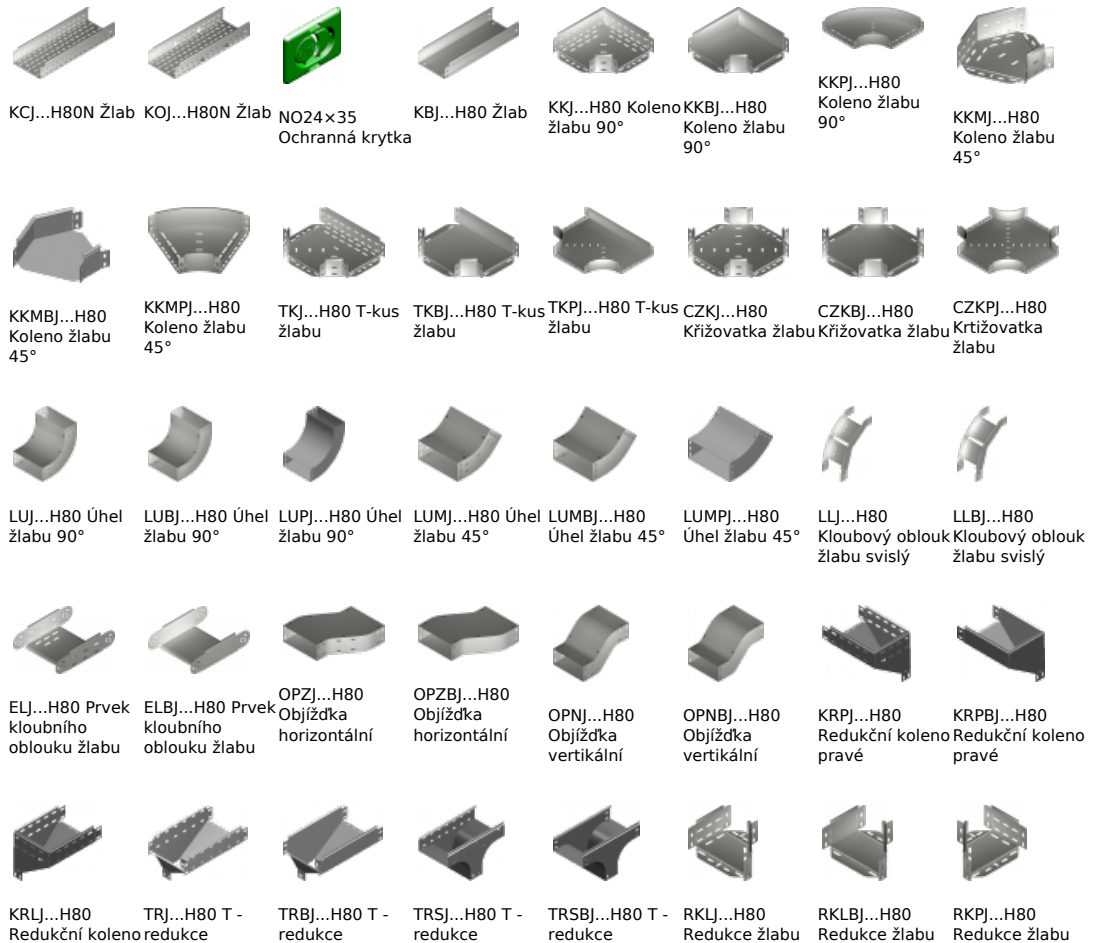 KCJ...H80N Žlab
KOJ...H80N Žlab
NO24×35
Ochranná krytka
KBJ...H80 Žlab
KKJ...H80 Koleno
žlabu 90°
KKBJ...H80
Koleno žlabu
90°
KKPJ...H80
Koleno žlabu
90°
KKMJ...H80
Koleno žlabu
45°
KKMBJ...H80
Koleno žlabu
45°
KKMPJ...H80
Koleno žlabu
45°
TKJ...H80 T-kus
žlabu
TKBJ...H80 T-kus
žlabu
TKPJ...H80 T-kus
žlabu
CZKJ...H80
Křižovatka žlabu
CZKBJ...H80
Křižovatka žlabu
CZKPJ...H80
Krtižovatka
žlabu
LUJ...H80 Úhel
žlabu 90°
LUBJ...H80 Úhel
žlabu 90°
LUPJ...H80 Úhel
žlabu 90°
LUMJ...H80 Úhel
žlabu 45°
LUMBJ...H80
Úhel žlabu 45°
LUMPJ...H80
Úhel žlabu 45°
LLJ...H80
Kloubový oblouk
žlabu svislý
LLBJ...H80
Kloubový oblouk
žlabu svislý
ELJ...H80 Prvek
kloubního
oblouku žlabu
ELBJ...H80 Prvek
kloubního
oblouku žlabu
OPZJ...H80
Objížďka
horizontální
OPZBJ...H80
Objížďka
horizontální
OPNJ...H80
Objížďka
vertikální
OPNBJ...H80
Objížďka
vertikální
KRPJ...H80
Redukční koleno
pravé
KRPBJ...H80
Redukční koleno
pravé
KRLJ...H80
Redukční koleno
TRJ...H80 T -
redukce
TRBJ...H80 T -
redukce
TRSJ...H80 T -
redukce
TRSBJ...H80 T -
redukce
RKLJ...H80
Redukce žlabu
RKLBJ...H80
Redukce žlabu
RKPJ...H80
Redukce žlabu